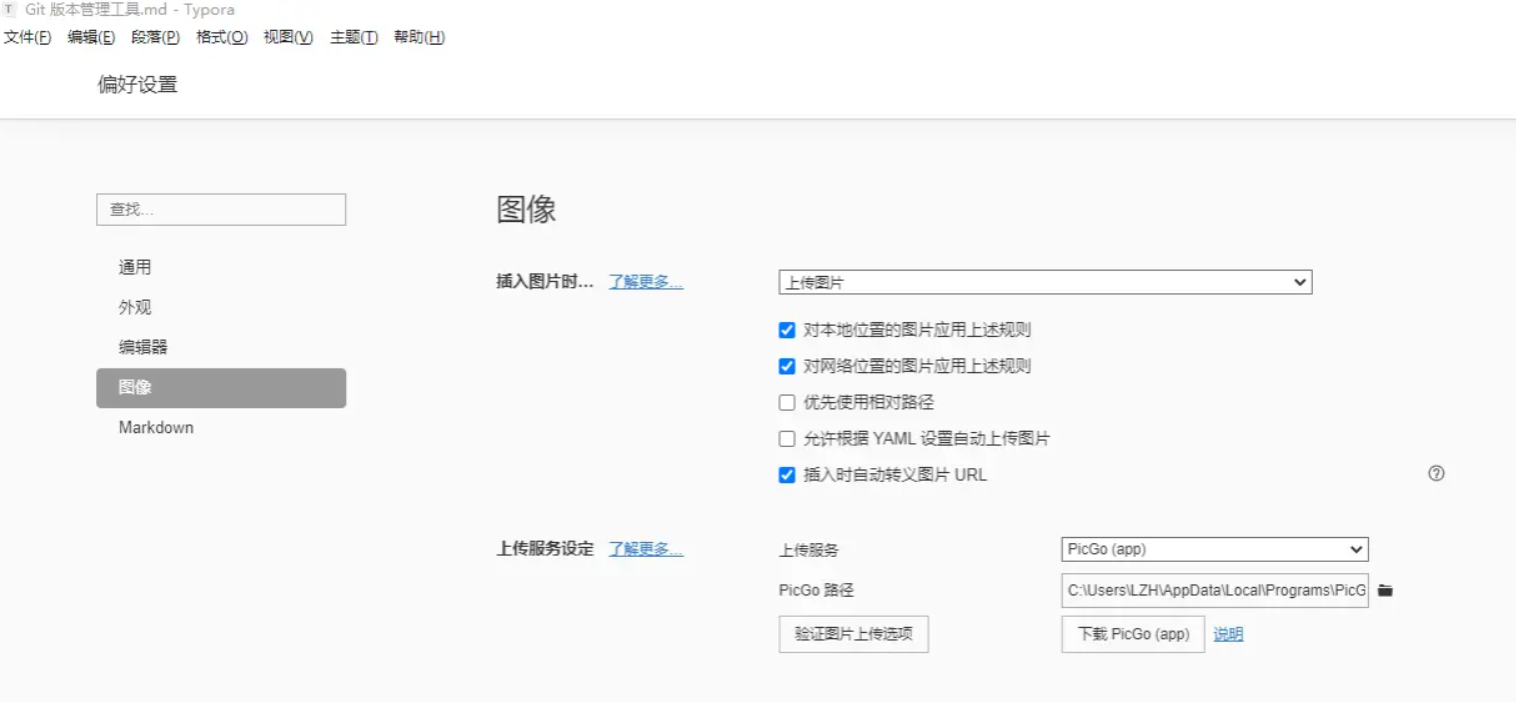 T Git 版本管理工具.md - Typora
文件(F) 编辑(E) 段落(P) 格式(O) 视图(V) 主题(T) 帮助(H)
偏好设置
查找...
通用
外观
编辑器
图像
Markdown
图像
插入图片时... 了解更多... 上传图片
对本地位置的图片应用上述规则
对网络位置的图片应用上述规则
优先使用相对路径
允许根据 YAML 设置自动上传图片
插入时自动转义图片 URL
上传服务设定 了解更多... 上传服务 PicGo (app)
PicGo 路径 C:\Users\LZH\AppData\Local\Programs\PicG
验证图片上传选项 下载 PicGo (app) 说明